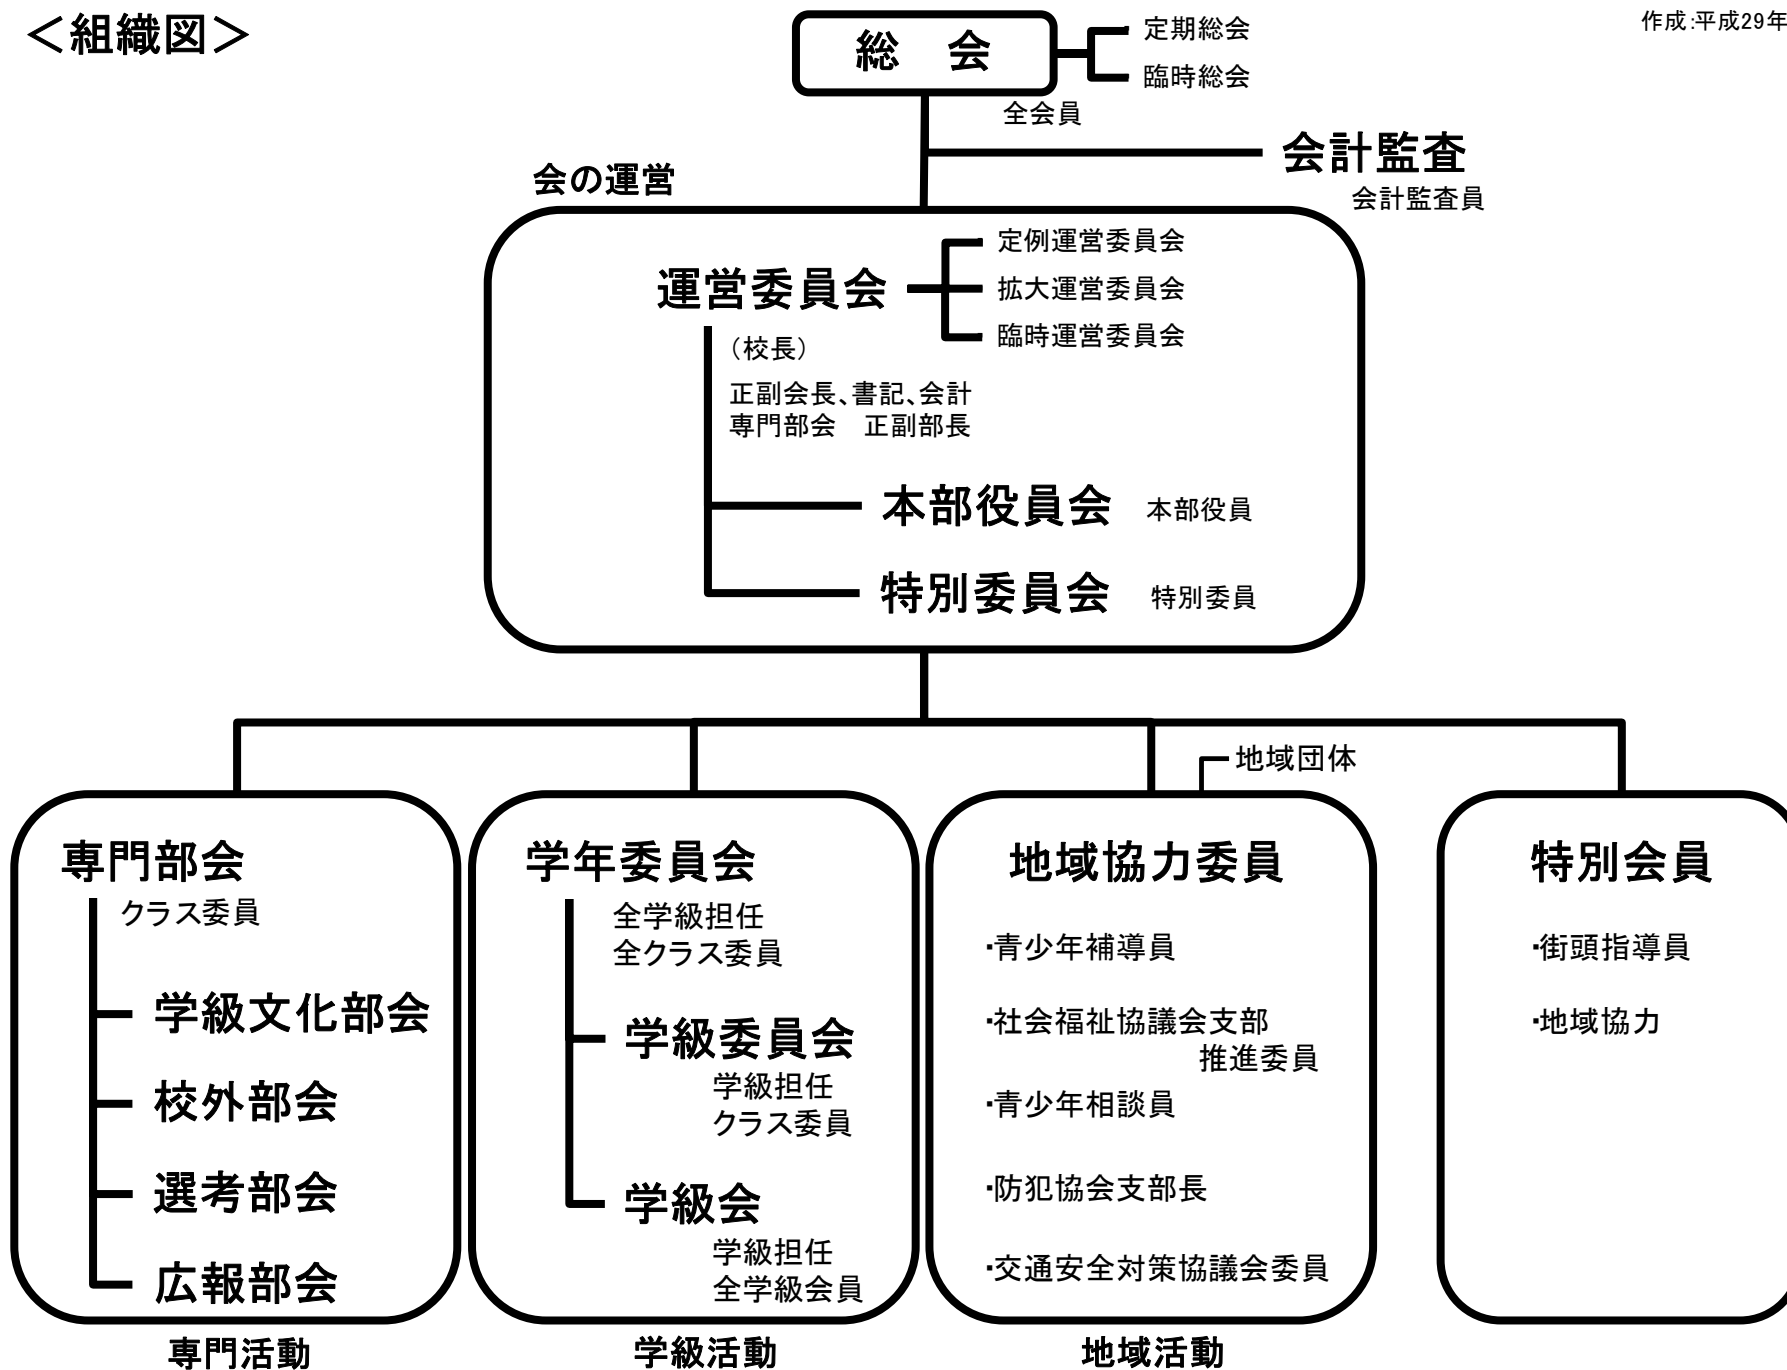 ＜組織図＞
作成:平成29年
総　会
定期総会
臨時総会
全会員
会計監査
会計監査員
会の運営
運営委員会
定例運営委員会
拡大運営委員会
臨時運営委員会
（校長）
正副会長、書記、会計
専門部会　正副部長
本部役員会　本部役員
特別委員会　特別委員
地域団体
専門部会
クラス委員
学級文化部会
校外部会
選考部会
広報部会
専門活動
学年委員会
全学級担任
全クラス委員
学級委員会
学級担任
クラス委員
学級会
学級担任
全学級会員
学級活動
地域協力委員
・青少年補導員
・社会福祉協議会支部
推進委員
・青少年相談員
・防犯協会支部長
・交通安全対策協議会委員
地域活動
特別会員
・街頭指導員
・地域協力